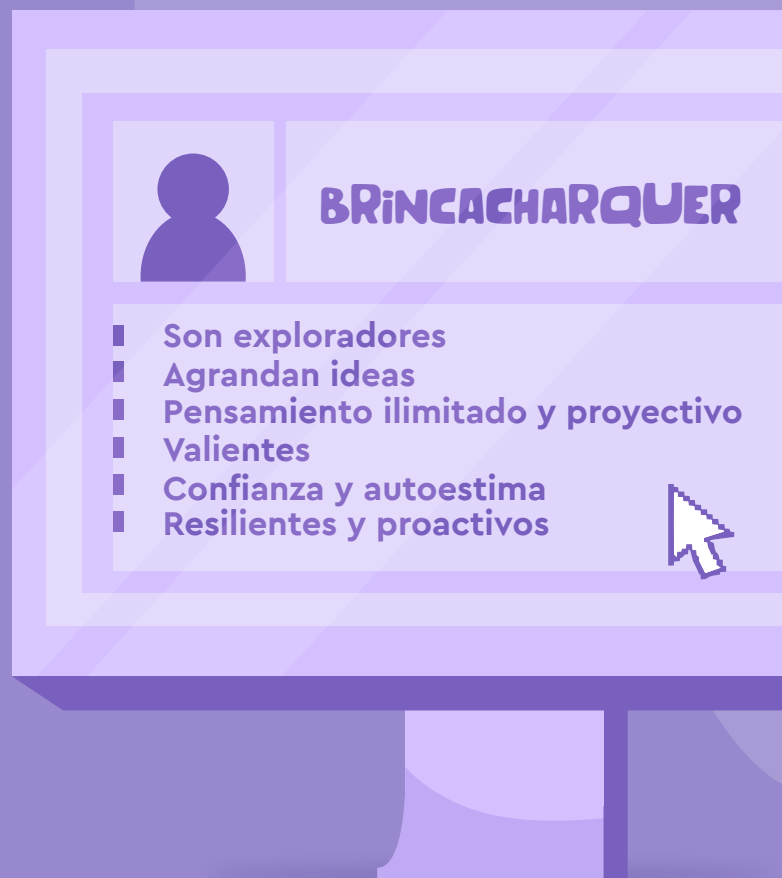 BRiNCACHARQUER
Son exploradores
Agrandan ideas
Pensamiento ilimitado y proyectivo
Valientes
Confianza y autoestima
Resilientes y proactivos